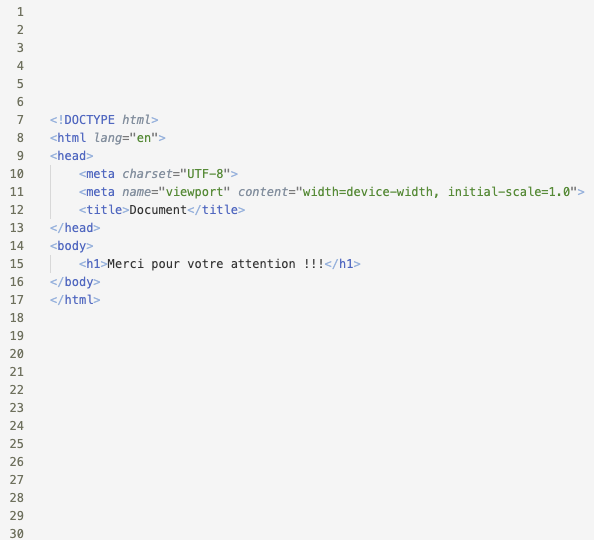 1
2
3
4
5
6
7 <!DOCTYPE html>
8 <html lang="en">
9 <head>
10     <meta charset="UTF-8">
11     <meta name="viewport" content="width=device-width, initial-scale=1.0">
12     <title>Document</title>
13 </head>
14 <body>
15     <h1>Merci pour votre attention !!!</h1>
16 </body>
17 </html>
18
19
20
21
22
23
24
25
26
27
28
29
30